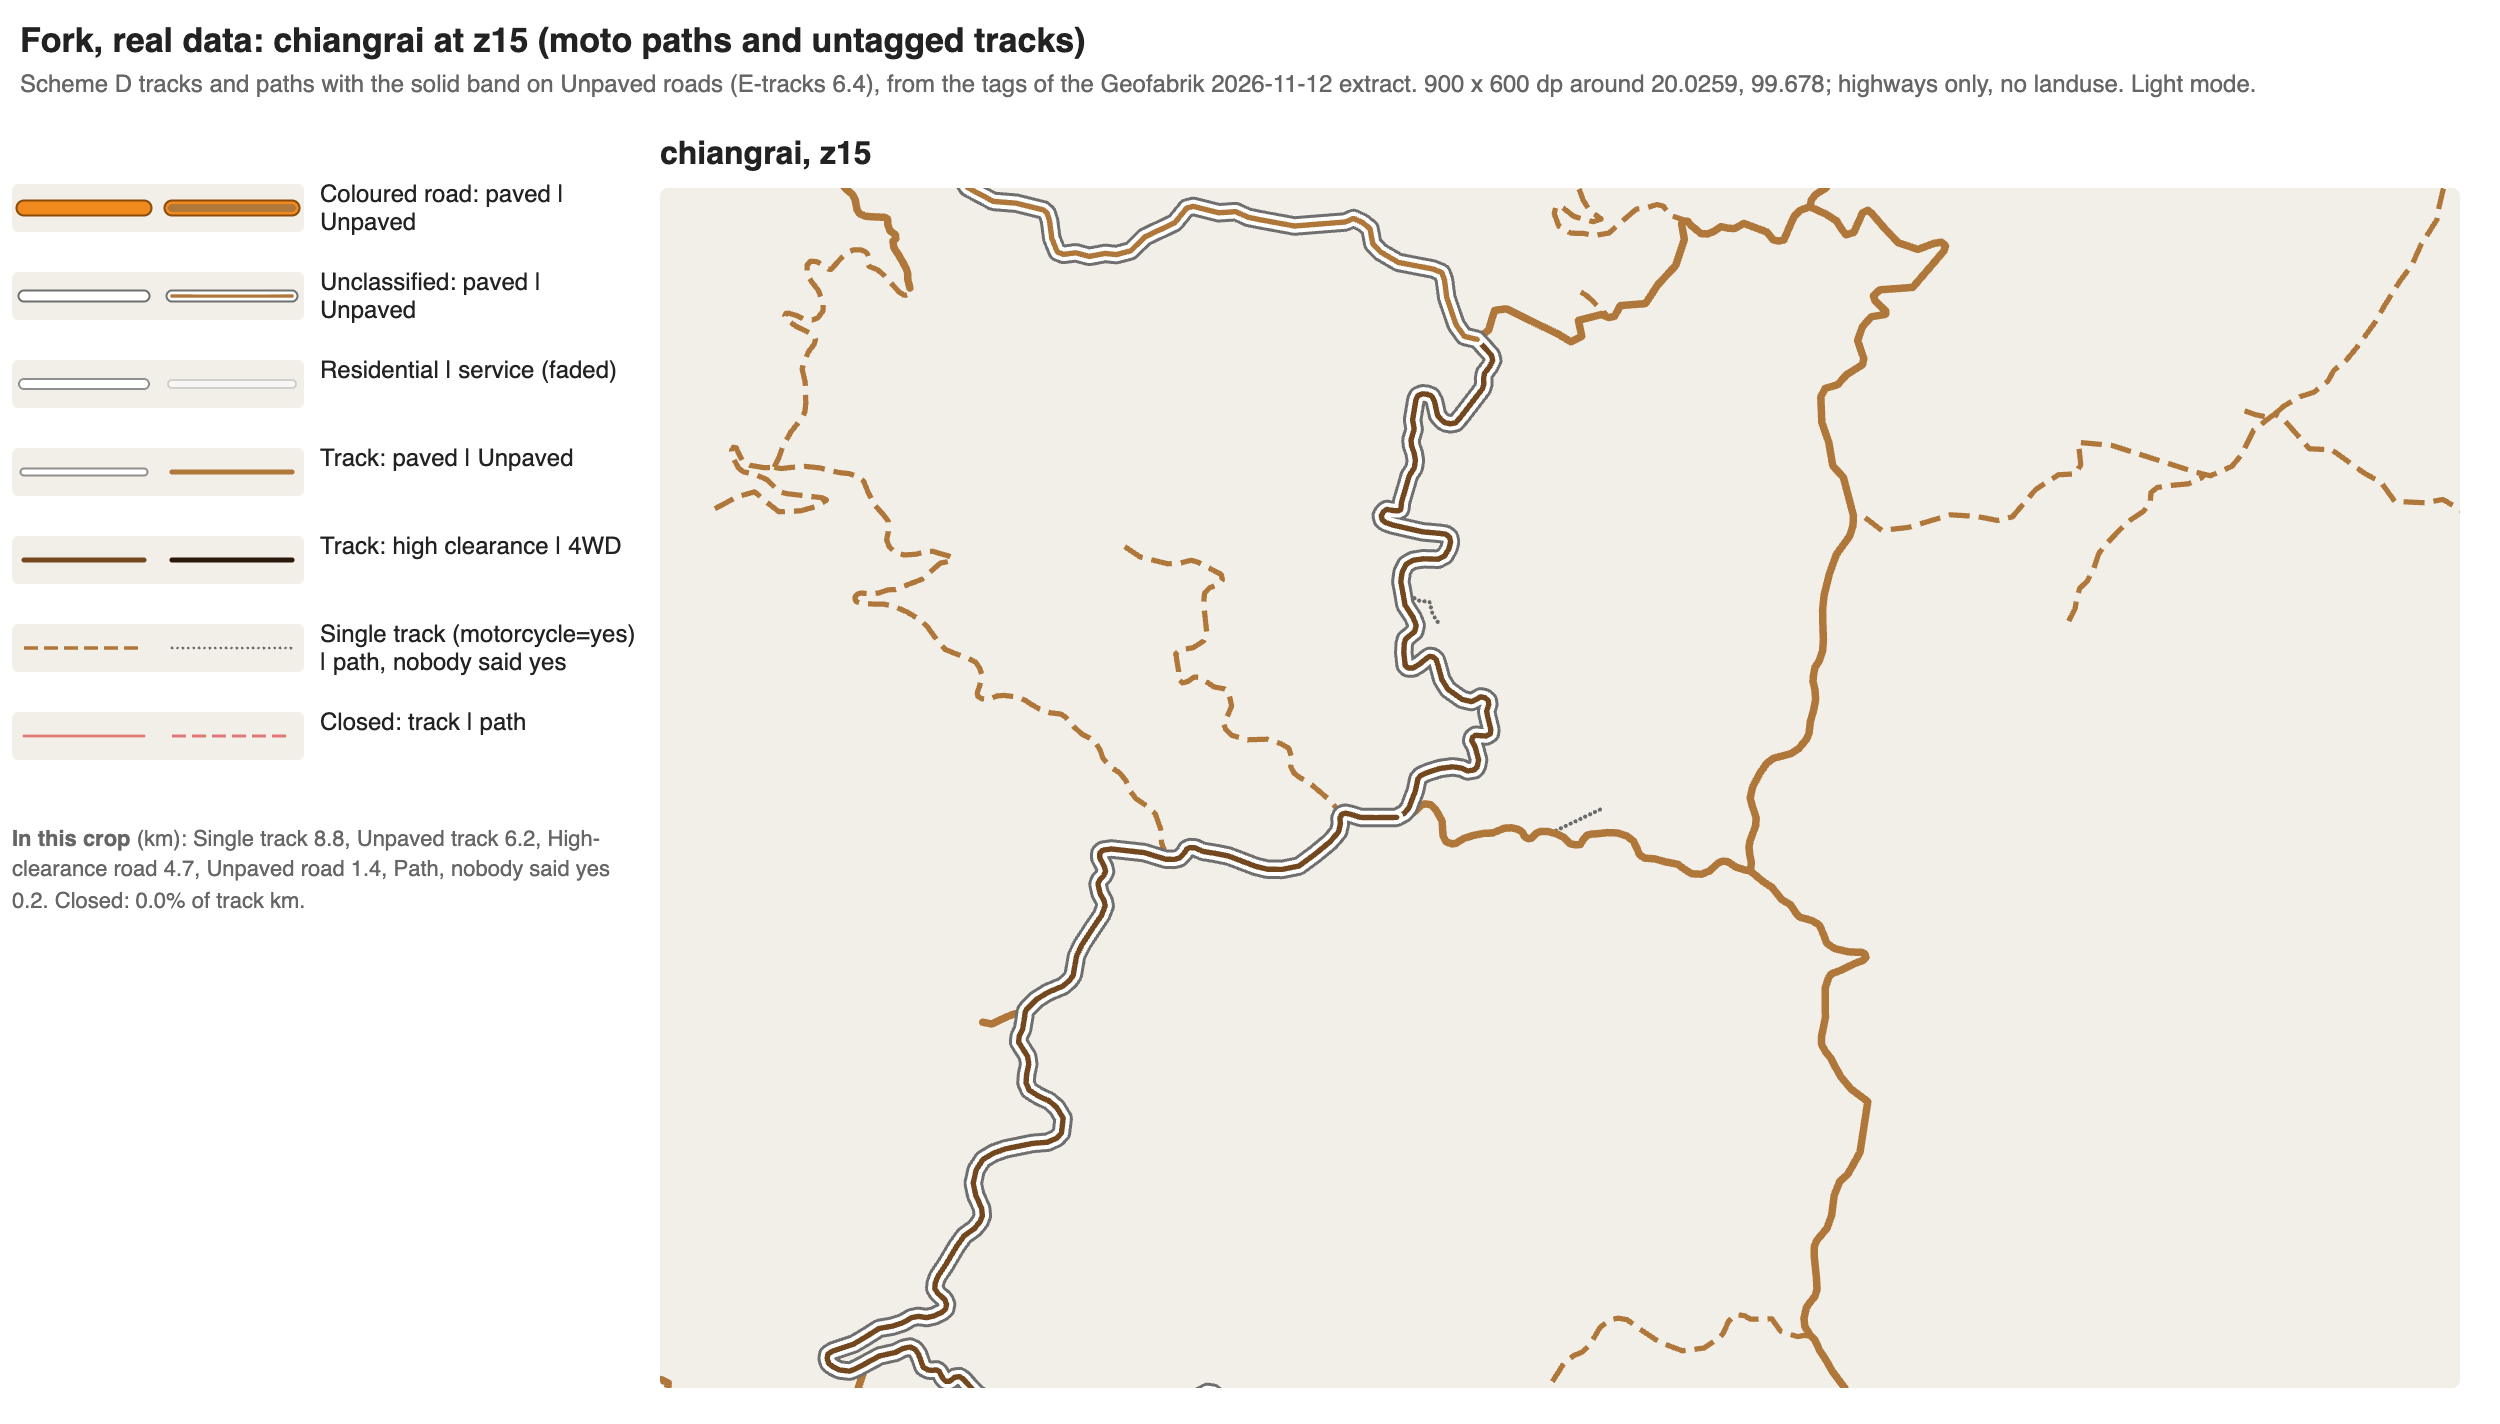 Fork, real data: chiangrai at z15 (moto paths and untagged tracks)
Scheme D tracks and paths with the solid band on Unpaved roads (E-tracks 6.4), from the tags of the Geofabrik 2026-11-12 extract. 900 x 600 dp around 20.0259, 99.678; highways only, no landuse. Light mode.
chiangrai, z15
Coloured road: paved |
Unpaved
Unclassified: paved |
Unpaved
Residential | service (faded)
Track: paved | Unpaved
Track: high clearance | 4WD
Single track (motorcycle=yes)
| path, nobody said yes
Closed: track | path
In this crop (km): Single track 8.8, Unpaved track 6.2, High-
clearance road 4.7, Unpaved road 1.4, Path, nobody said yes
0.2. Closed: 0.0% of track km.